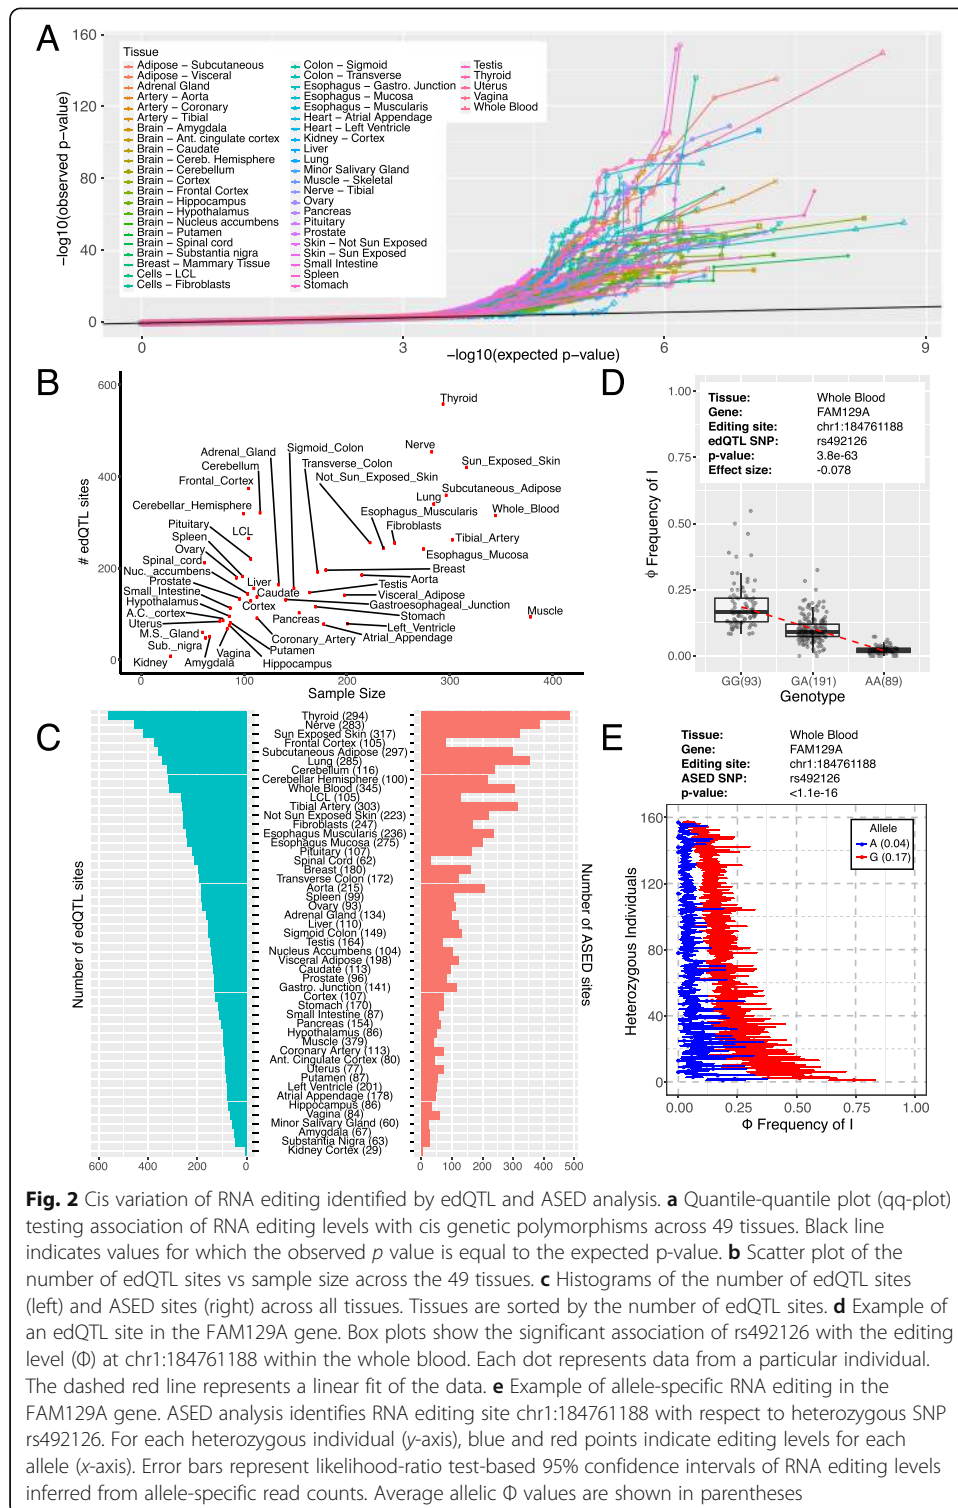 A
160
120
80
40
0
−log10(observed p−value)
Tissue
Adipose − Subcutaneous
Adipose − Visceral
Adrenal Gland
Artery − Aorta
Artery − Coronary
Artery − Tibial
Brain − Amygdala
Brain − Ant. cingulate cortex
Brain − Caudate
Brain − Cereb. Hemisphere
Brain − Cerebellum
Brain − Cortex
Brain − Frontal Cortex
Brain − Hippocampus
Brain − Hypothalamus
Brain − Nucleus accumbens
Brain − Putamen
Brain − Spinal cord
Brain − Substantia nigra
Breast − Mammary Tissue
Cells − LCL
Cells − Fibroblasts
Colon − Sigmoid
Colon − Transverse
Esophagus − Gastro. Junction
Esophagus − Mucosa
Esophagus − Muscularis
Heart − Atrial Appendage
Heart − Left Ventricle
Kidney − Cortex
Liver
Lung
Minor Salivary Gland
Muscle − Skeletal
Nerve − Tibial
Ovary
Pancreas
Pituitary
Prostate
Skin − Not Sun Exposed
Skin − Sun Exposed
Small Intestine
Spleen
Stomach
Testis
Thyroid
Uterus
Vagina
Whole Blood
0 3 6 9
−log10(expected p−value)
B
600
400
200
0
# edQTL sites
Thyroid
Nerve
Sun_Exposed_Skin
Sigmoid_Colon
Adrenal_Gland
Transverse_Colon
Cerebellum
Not_Sun_Exposed_Skin
Frontal_Cortex
Subcutaneous_Adipose
Lung
Cerebellar_Hemisphere
Whole_Blood
Esophagus_Muscularis
Pituitary
Fibroblasts
LCL
Spleen
Tibial_Artery
Ovary
Esophagus_Mucosa
Spinal_cord
Breast
Nuc._accumbens
Aorta
Prostate
Liver
Testis
Small_Intestine
Caudate
Visceral_Adipose
Hypothalamus
Cortex
Gastroesophageal_Junction
A.C._cortex
Pancreas
Stomach
Muscle
Uterus
Left_Ventricle
M.S._Gland
Coronary_Artery
Atrial_Appendage
Sub._nigra
Putamen
Vagina
Kidney
Amygdala
Hippocampus
0 100 200 300 400
Sample Size
D
1.00
0.75
0.50
0.25
0.00
ϕ Frequency of I
Tissue: Whole Blood
Gene: FAM129A
Editing site: chr1:184761188
edQTL SNP: rs492126
p-value: 3.8e-63
Effect size: -0.078
GG(93) GA(191) AA(89)
Genotype
C
Number of edQTL sites
Thyroid (294)
Nerve (283)
Sun Exposed Skin (317)
Frontal Cortex (105)
Subcutaneous Adipose (297)
Lung (285)
Cerebellum (116)
Cerebellar Hemisphere (100)
Whole Blood (345)
LCL (105)
Tibial Artery (303)
Not Sun Exposed Skin (223)
Fibroblasts (247)
Esophagus Muscularis (236)
Esophagus Mucosa (275)
Pituitary (107)
Spinal Cord (62)
Breast (180)
Transverse Colon (172)
Aorta (215)
Spleen (99)
Ovary (93)
Adrenal Gland (134)
Liver (110)
Sigmoid Colon (149)
Testis (164)
Nucleus Accumbens (104)
Visceral Adipose (198)
Caudate (113)
Prostate (96)
Gastro. Junction (141)
Cortex (107)
Stomach (170)
Small Intestine (87)
Pancreas (154)
Hypothalamus (86)
Muscle (379)
Coronary Artery (113)
Ant. Cingulate Cortex (80)
Uterus (77)
Putamen (87)
Left Ventricle (201)
Atrial Appendage (178)
Hippocampus (86)
Vagina (84)
Minor Salivary Gland (60)
Amygdala (67)
Substantia Nigra (63)
Kidney Cortex (29)
600 400 200 0
0 100 200 300 400 500
Number of ASED sites
E
Tissue: Whole Blood
Gene: FAM129A
Editing site: chr1:184761188
ASED SNP: rs492126
p-value: <1.1e-16
160
120
80
40
0
Heterozygous Individuals
Allele
A (0.04)
G (0.17)
0.00 0.25 0.50 0.75 1.00
Φ Frequency of I
Fig. 2 Cis variation of RNA editing identified by edQTL and ASED analysis. a Quantile-quantile plot (qq-plot)
testing association of RNA editing levels with cis genetic polymorphisms across 49 tissues. Black line
indicates values for which the observed p value is equal to the expected p-value. b Scatter plot of the
number of edQTL sites vs sample size across the 49 tissues. c Histograms of the number of edQTL sites
(left) and ASED sites (right) across all tissues. Tissues are sorted by the number of edQTL sites. d Example of
an edQTL site in the FAM129A gene. Box plots show the significant association of rs492126 with the editing
level (Φ) at chr1:184761188 within the whole blood. Each dot represents data from a particular individual.
The dashed red line represents a linear fit of the data. e Example of allele-specific RNA editing in the
FAM129A gene. ASED analysis identifies RNA editing site chr1:184761188 with respect to heterozygous SNP
rs492126. For each heterozygous individual (y-axis), blue and red points indicate editing levels for each
allele (x-axis). Error bars represent likelihood-ratio test-based 95% confidence intervals of RNA editing levels
inferred from allele-specific read counts. Average allelic Φ values are shown in parentheses